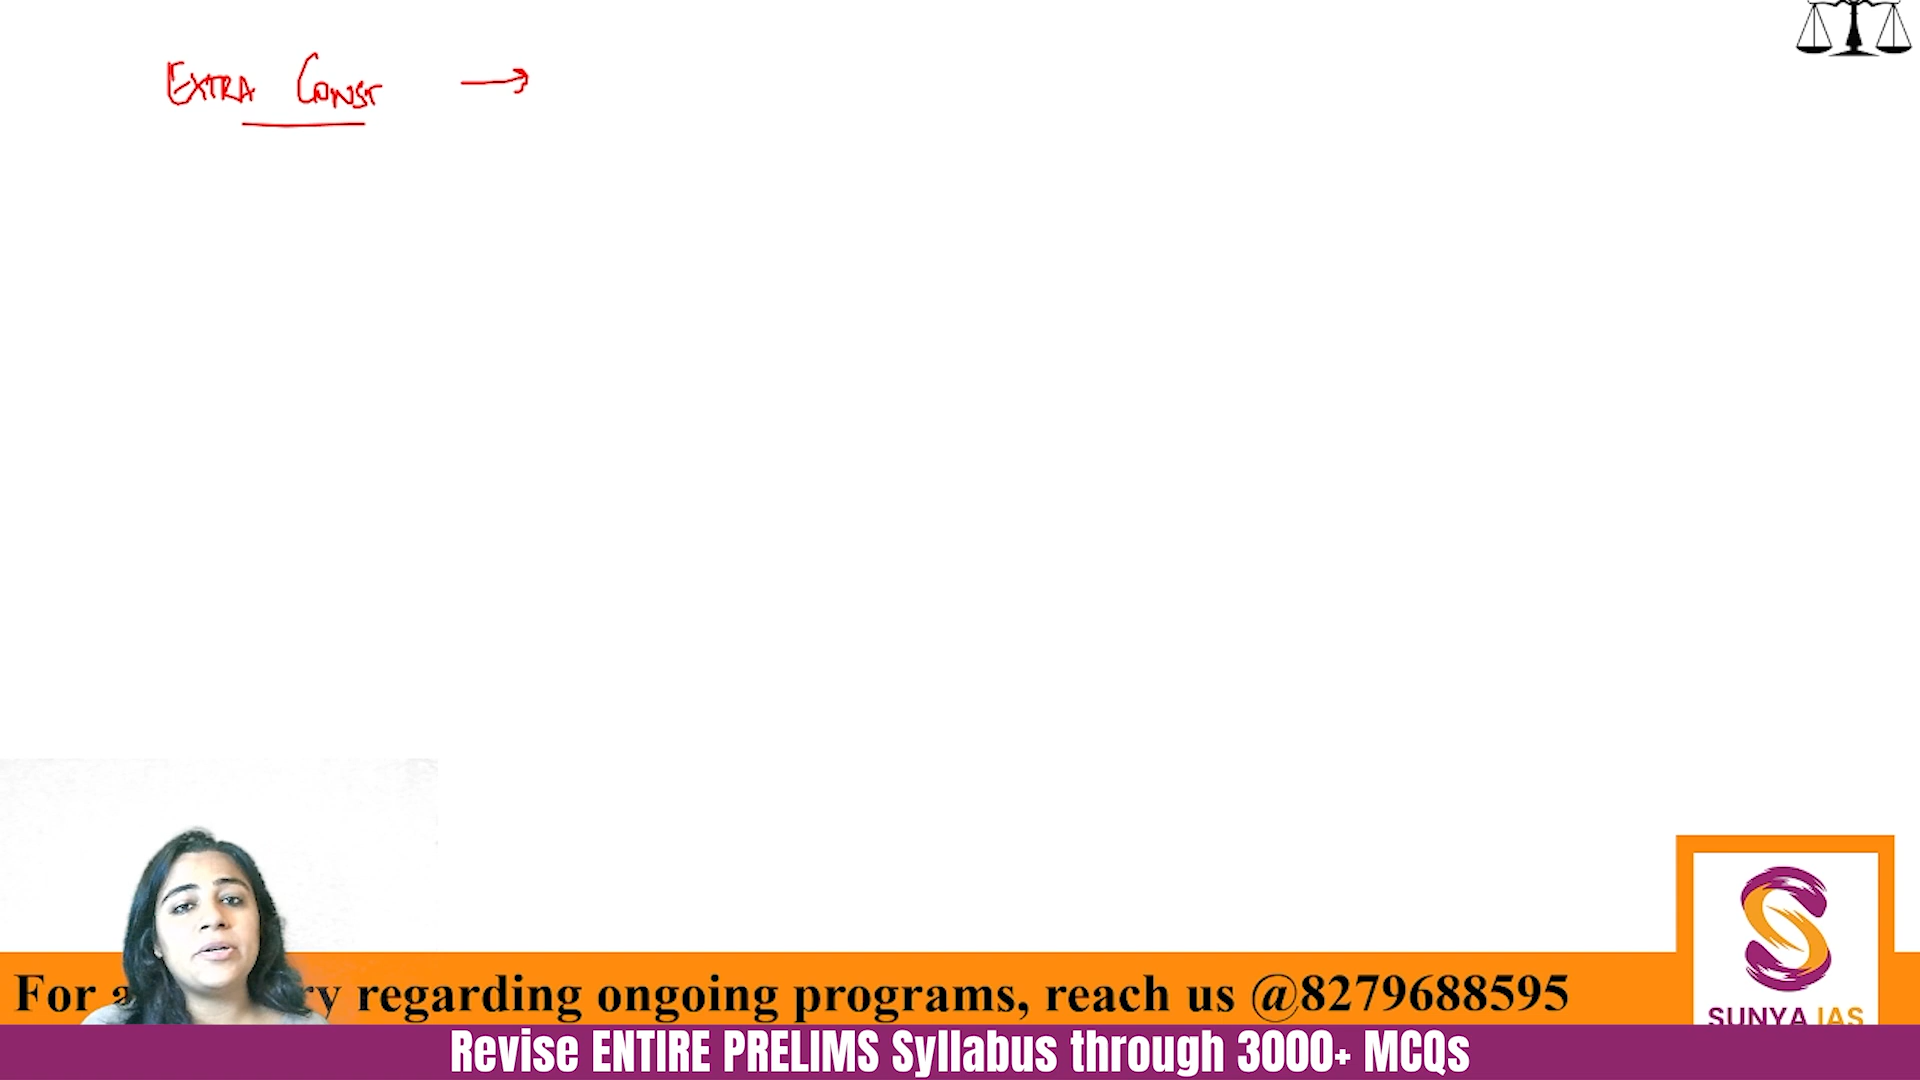 EXTRA CONST →
For a ry regarding ongoing programs, reach us @8279688595
SUNYA IAS
Revise ENTIRE PRELIMS Syllabus through 3000+ MCQs